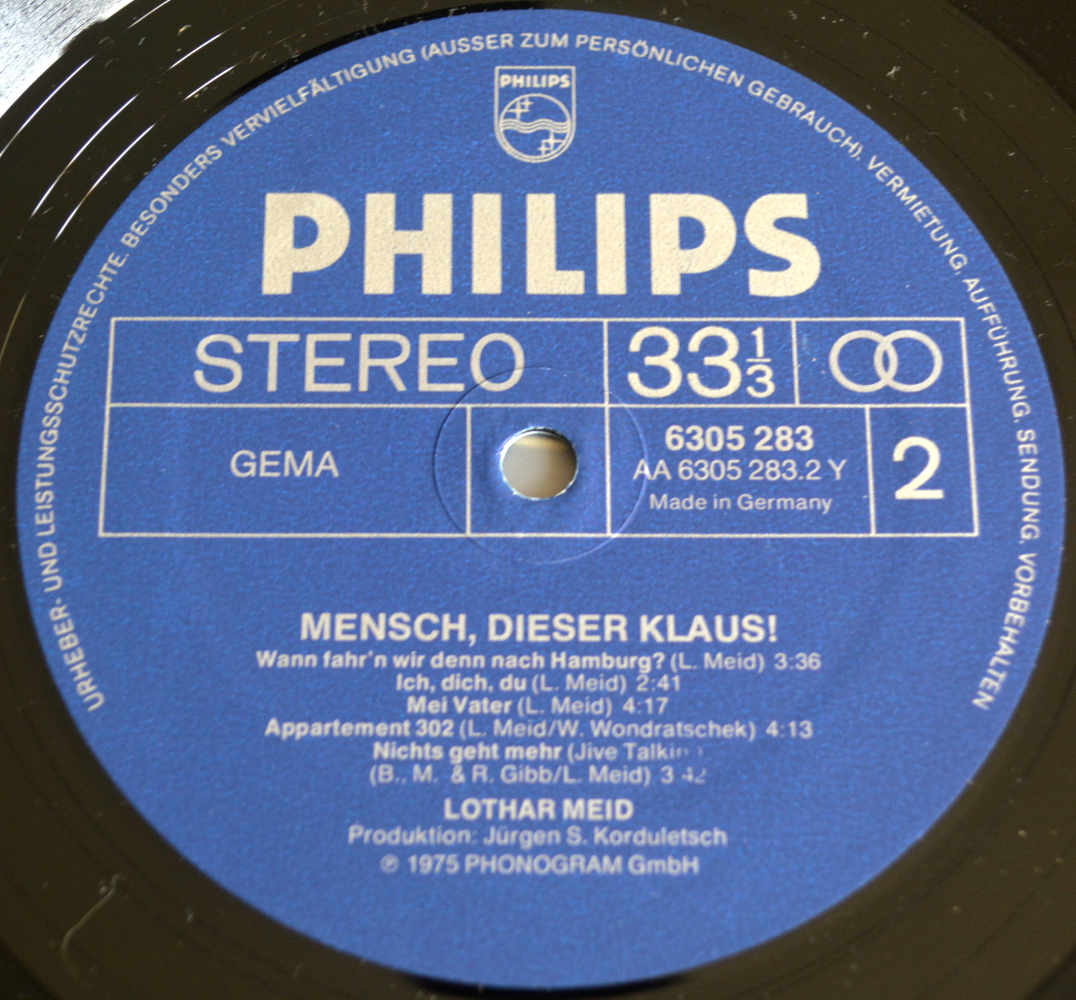 URHEBER- UND LEISTUNGSSCHUTZRECHTE. BESONDERS VERVIELFÄLTIGUNG (AUSSER ZUM PERSÖNLICHEN GEBRAUCH), VERMIETUNG, AUFFÜHRUNG, SENDUNG, VORBEHALTEN
PHILIPS
PHILIPS
STEREO
33 1/3
GEMA
6305 283
AA 6305 283.2 Y
Made in Germany
2
MENSCH, DIESER KLAUS!
Wann fahr'n wir denn nach Hamburg? (L. Meid) 3:36
Ich, dich, du (L. Meid) 2:41
Mei Vater (L. Meid) 4:17
Appartement 302 (L. Meid/W. Wondratschek) 4:13
Nichts geht mehr (Jive Talkin)
(B., M. & R. Gibb/L. Meid) 3 42
LOTHAR MEID
Produktion: Jürgen S. Korduletsch
℗ 1975 PHONOGRAM GmbH